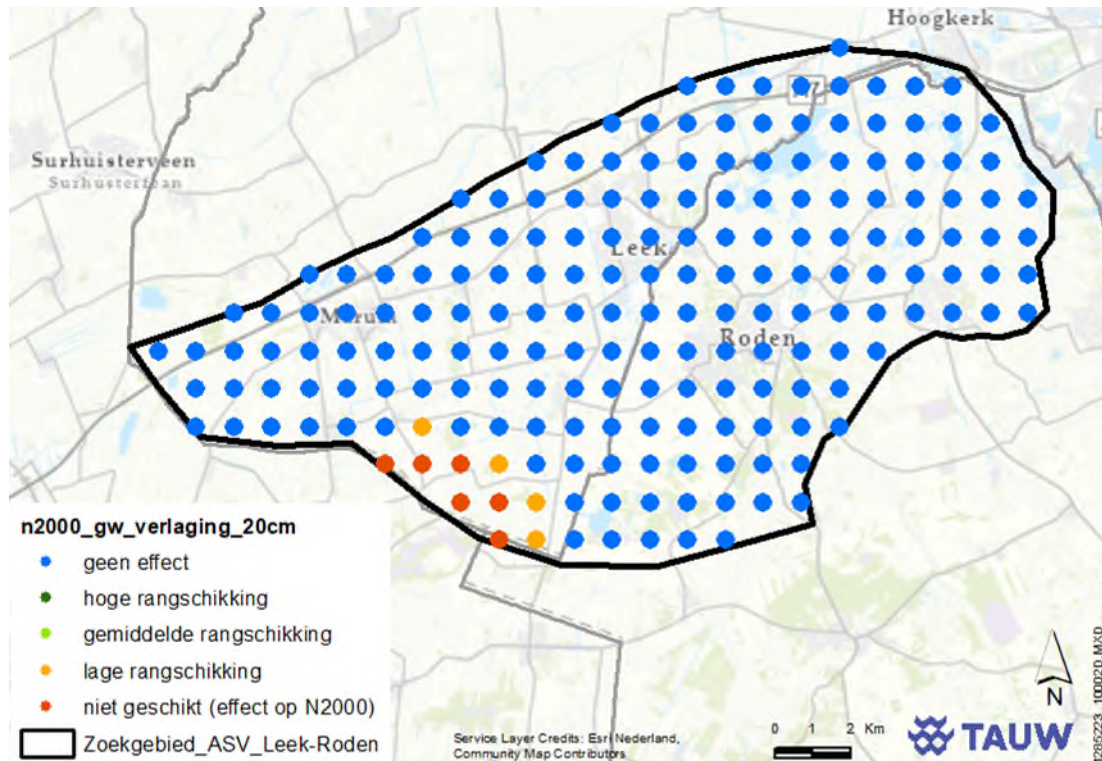 Hoogkerk
Surhuisterveen
Surhústerfean
Leek
Roden
n2000_gw_verlaging_20cm
geen effect
hoge rangschikking
gemiddelde rangschikking
lage rangschikking
niet geschikt (effect op N2000)
Zoekgebied_ASV_Leek-Roden
Service Layer Credits: Esri Nederland,
Community Map Contributors
0 1 2 Km
N
TAUW